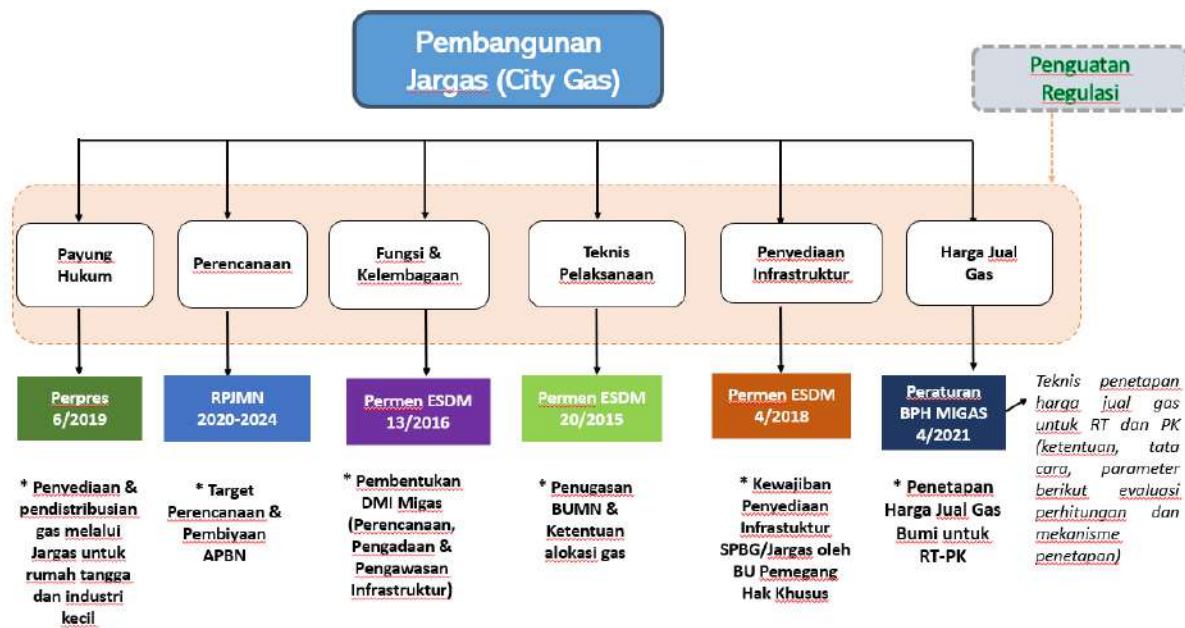 Pembangunan
Jargas (City Gas)
Penguatan
Regulasi
Payung
Hukum
Perencanaan
Fungsi &
Kelembagaan
Teknis
Pelaksanaan
Penyediaan
Infrastruktur
Harga Jual
Gas
Perpres
6/2019
RPJMN
2020-2024
Permen ESDM
13/2016
Permen ESDM
20/2015
Permen ESDM
4/2018
Peraturan
BPH MIGAS
4/2021
* Penyediaan &
pendistribusian
gas melalui
Jargas untuk
rumah tangga
dan industri
kecil
* Target
Perencanaan &
Pembiyaan
APBN
* Pembentukan
DMI Migas
(Perencanaan,
Pengadaan &
Pengawasan
Infrastruktur)
* Penugasan
BUMN &
Ketentuan
alokasi gas
* Kewajiban
Penyediaan
Infrastuktur
SPBG/Jargas oleh
BU Pemegang
Hak Khusus
* Penetapan
Harga Jual Gas
Bumi untuk
RT-PK
Teknis penetapan
harga jual gas
untuk RT dan PK
(ketentuan, tata
cara, parameter
berikut evaluasi
perhitungan dan
mekanisme
penetapan)